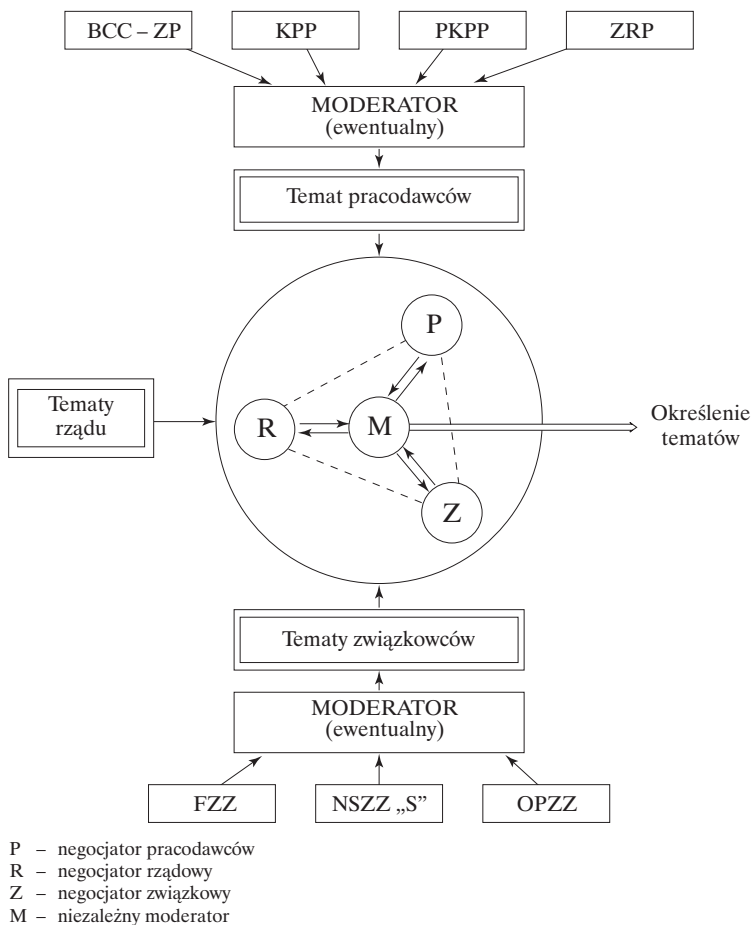 BCC – ZP
KPP
PKPP
ZRP
MODERATOR
(ewentualny)
Temat pracodawców
P
Tematy
rządu
R
M
Określenie
tematów
Z
Tematy związkowców
MODERATOR
(ewentualny)
FZZ
NSZZ „S”
OPZZ
P – negocjator pracodawców
R – negocjator rządowy
Z – negocjator związkowy
M – niezależny moderator